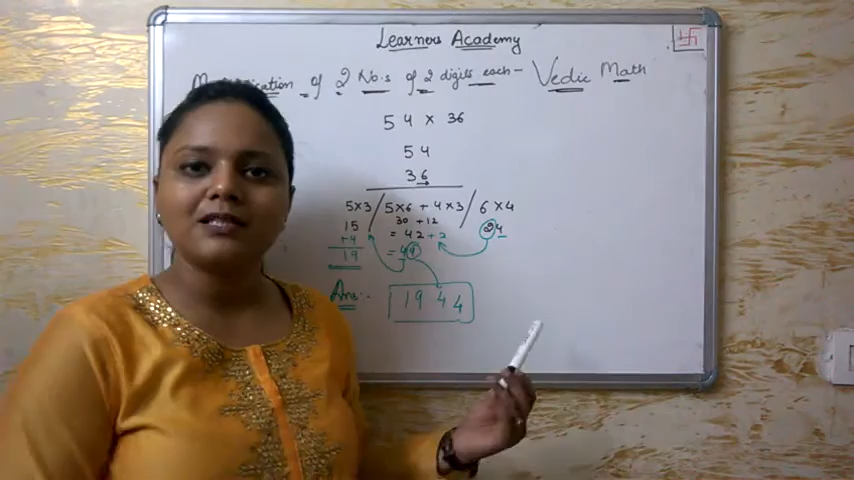 Learners Academy
of 2 No.s of 2 digits each - Vedic Math
54 × 36
54
36
5×3 / 5×6 + 4×3 / 6×4
15 30 + 12 24
+4 = 42 + 2
19 = 44
Ans:- 1944